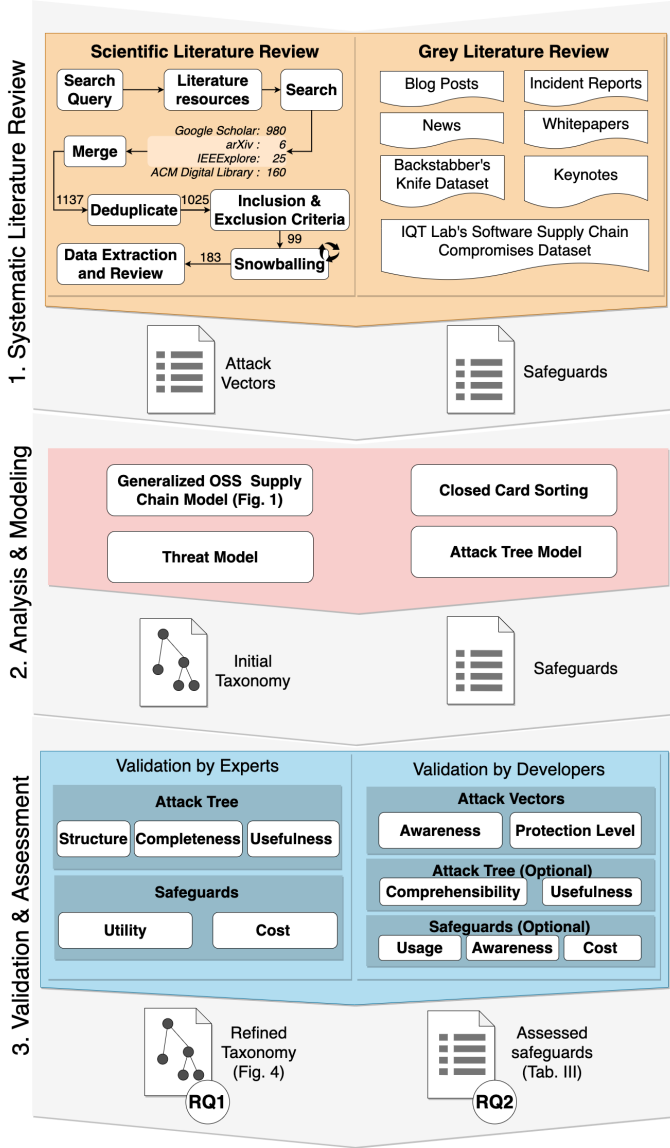 1. Systematic Literature Review
Scientific Literature Review
Search
Query
Literature
resources
Search
Google Scholar: 980
arXiv : 6
IEEExplore: 25
ACM Digital Library : 160
Merge
1137
Deduplicate
1025
Inclusion &
Exclusion Criteria
99
Snowballing
183
Data Extraction
and Review
Grey Literature Review
Blog Posts
Incident Reports
News
Whitepapers
Backstabber's
Knife Dataset
Keynotes
IQT Lab's Software Supply Chain
Compromises Dataset
Attack
Vectors
Safeguards
2. Analysis & Modeling
Generalized OSS Supply
Chain Model (Fig. 1)
Closed Card Sorting
Threat Model
Attack Tree Model
Initial
Taxonomy
Safeguards
3. Validation & Assessment
Validation by Experts
Attack Tree
Structure
Completeness
Usefulness
Safeguards
Utility
Cost
Validation by Developers
Attack Vectors
Awareness
Protection Level
Attack Tree (Optional)
Comprehensibility
Usefulness
Safeguards (Optional)
Usage
Awareness
Cost
Refined
Taxonomy
(Fig. 4)
RQ1
Assessed
safeguards
(Tab. III)
RQ2